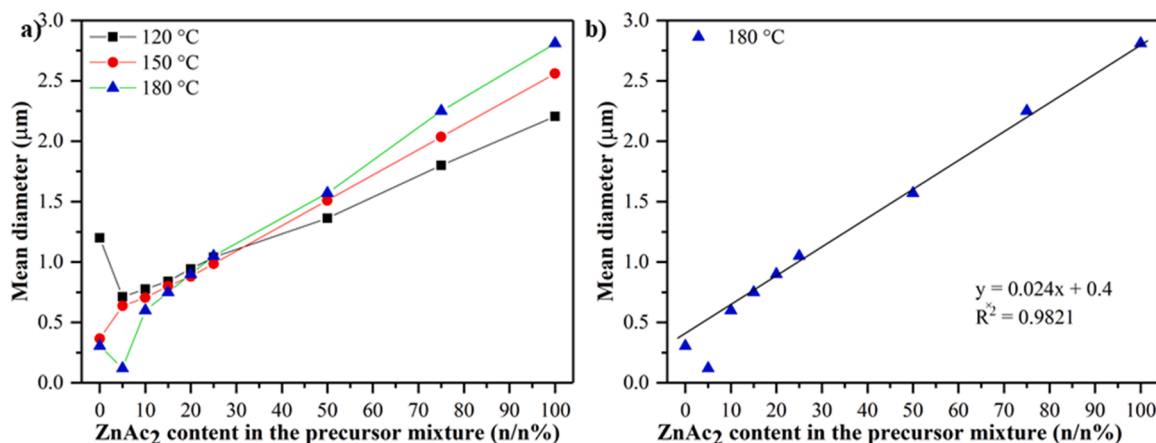 a)
120 °C
150 °C
180 °C
Mean diameter (μm)
3.0
2.5
2.0
1.5
1.0
0.5
0.0
0 10 20 30 40 50 60 70 80 90 100
ZnAc2 content in the precursor mixture (n/n%)
b)
180 °C
Mean diameter (μm)
3.0
2.5
2.0
1.5
1.0
0.5
0.0
y = 0.024x + 0.4
R² = 0.9821
0 10 20 30 40 50 60 70 80 90 100
ZnAc2 content in the precursor mixture (n/n%)